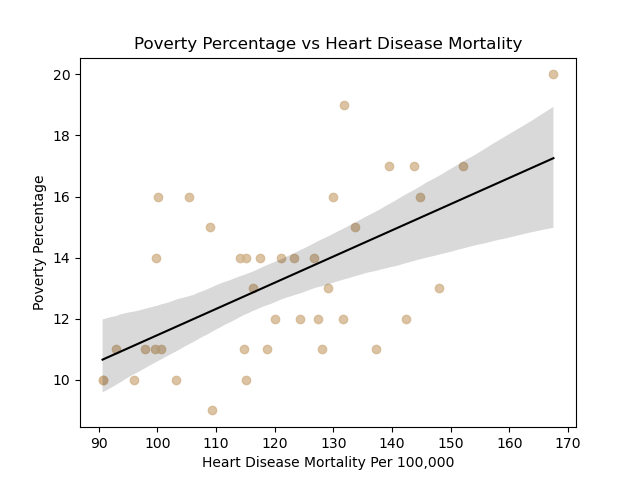 Poverty Percentage vs Heart Disease Mortality
20
18
16
14
12
10
Poverty Percentage
90 100 110 120 130 140 150 160 170
Heart Disease Mortality Per 100,000